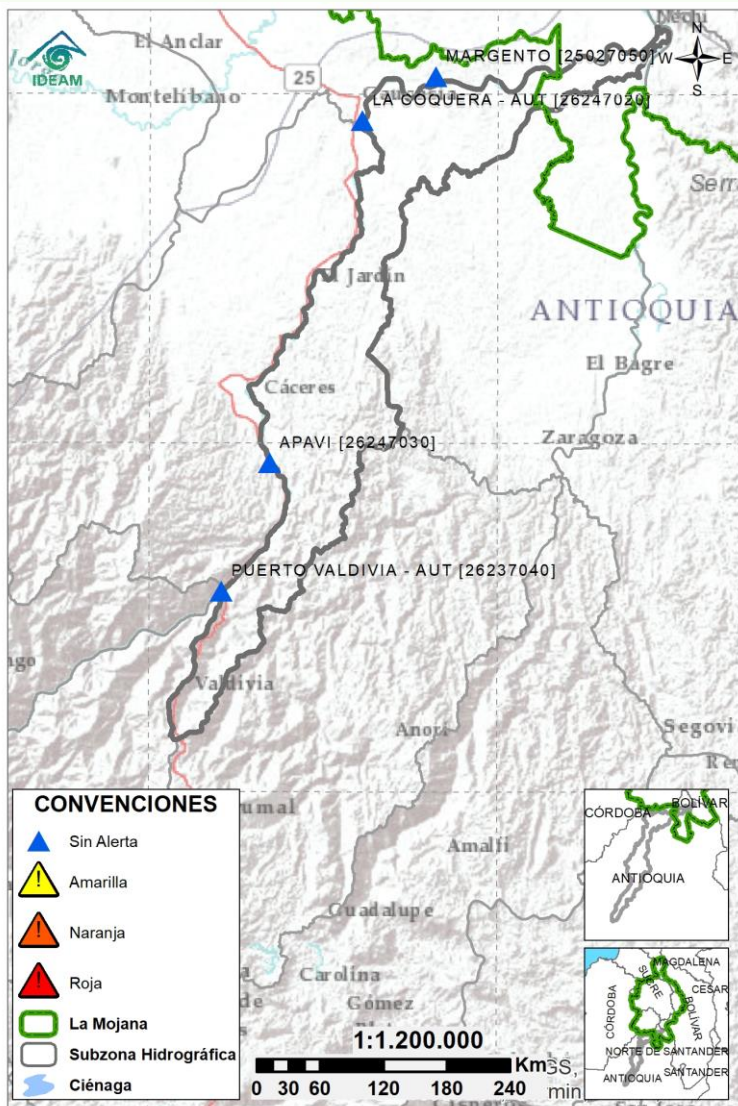 El Anclar
Nechí
N
MARGENTO [25027050]
W
E
S
IDEAM
25
Montelíbano
LA COQUERA - AUT [26247020]
Serr
El Jardín
ANTIOQUIA
El Bagre
Cáceres
Zaragoza
APAVI [26247030]
PUERTO VALDIVIA - AUT [26237040]
Valdivia
Anorí
Segovi
Re
CONVENCIONES
Sin Alerta
Amarilla
Naranja
Roja
La Mojana
Subzona Hidrográfica
Ciénaga
rumal
Amalfi
Guadalupe
Carolina
Gómez
CÓRDOBA
BOLÍVAR
ANTIOQUIA
MAGDALENA
SUCRE
CESAR
CÓRDOBA
BOLÍVAR
NORTE DE SANTANDER
ANTIOQUIA
SANTANDER
1:1.200.000
Km
0 30 60 120 180 240